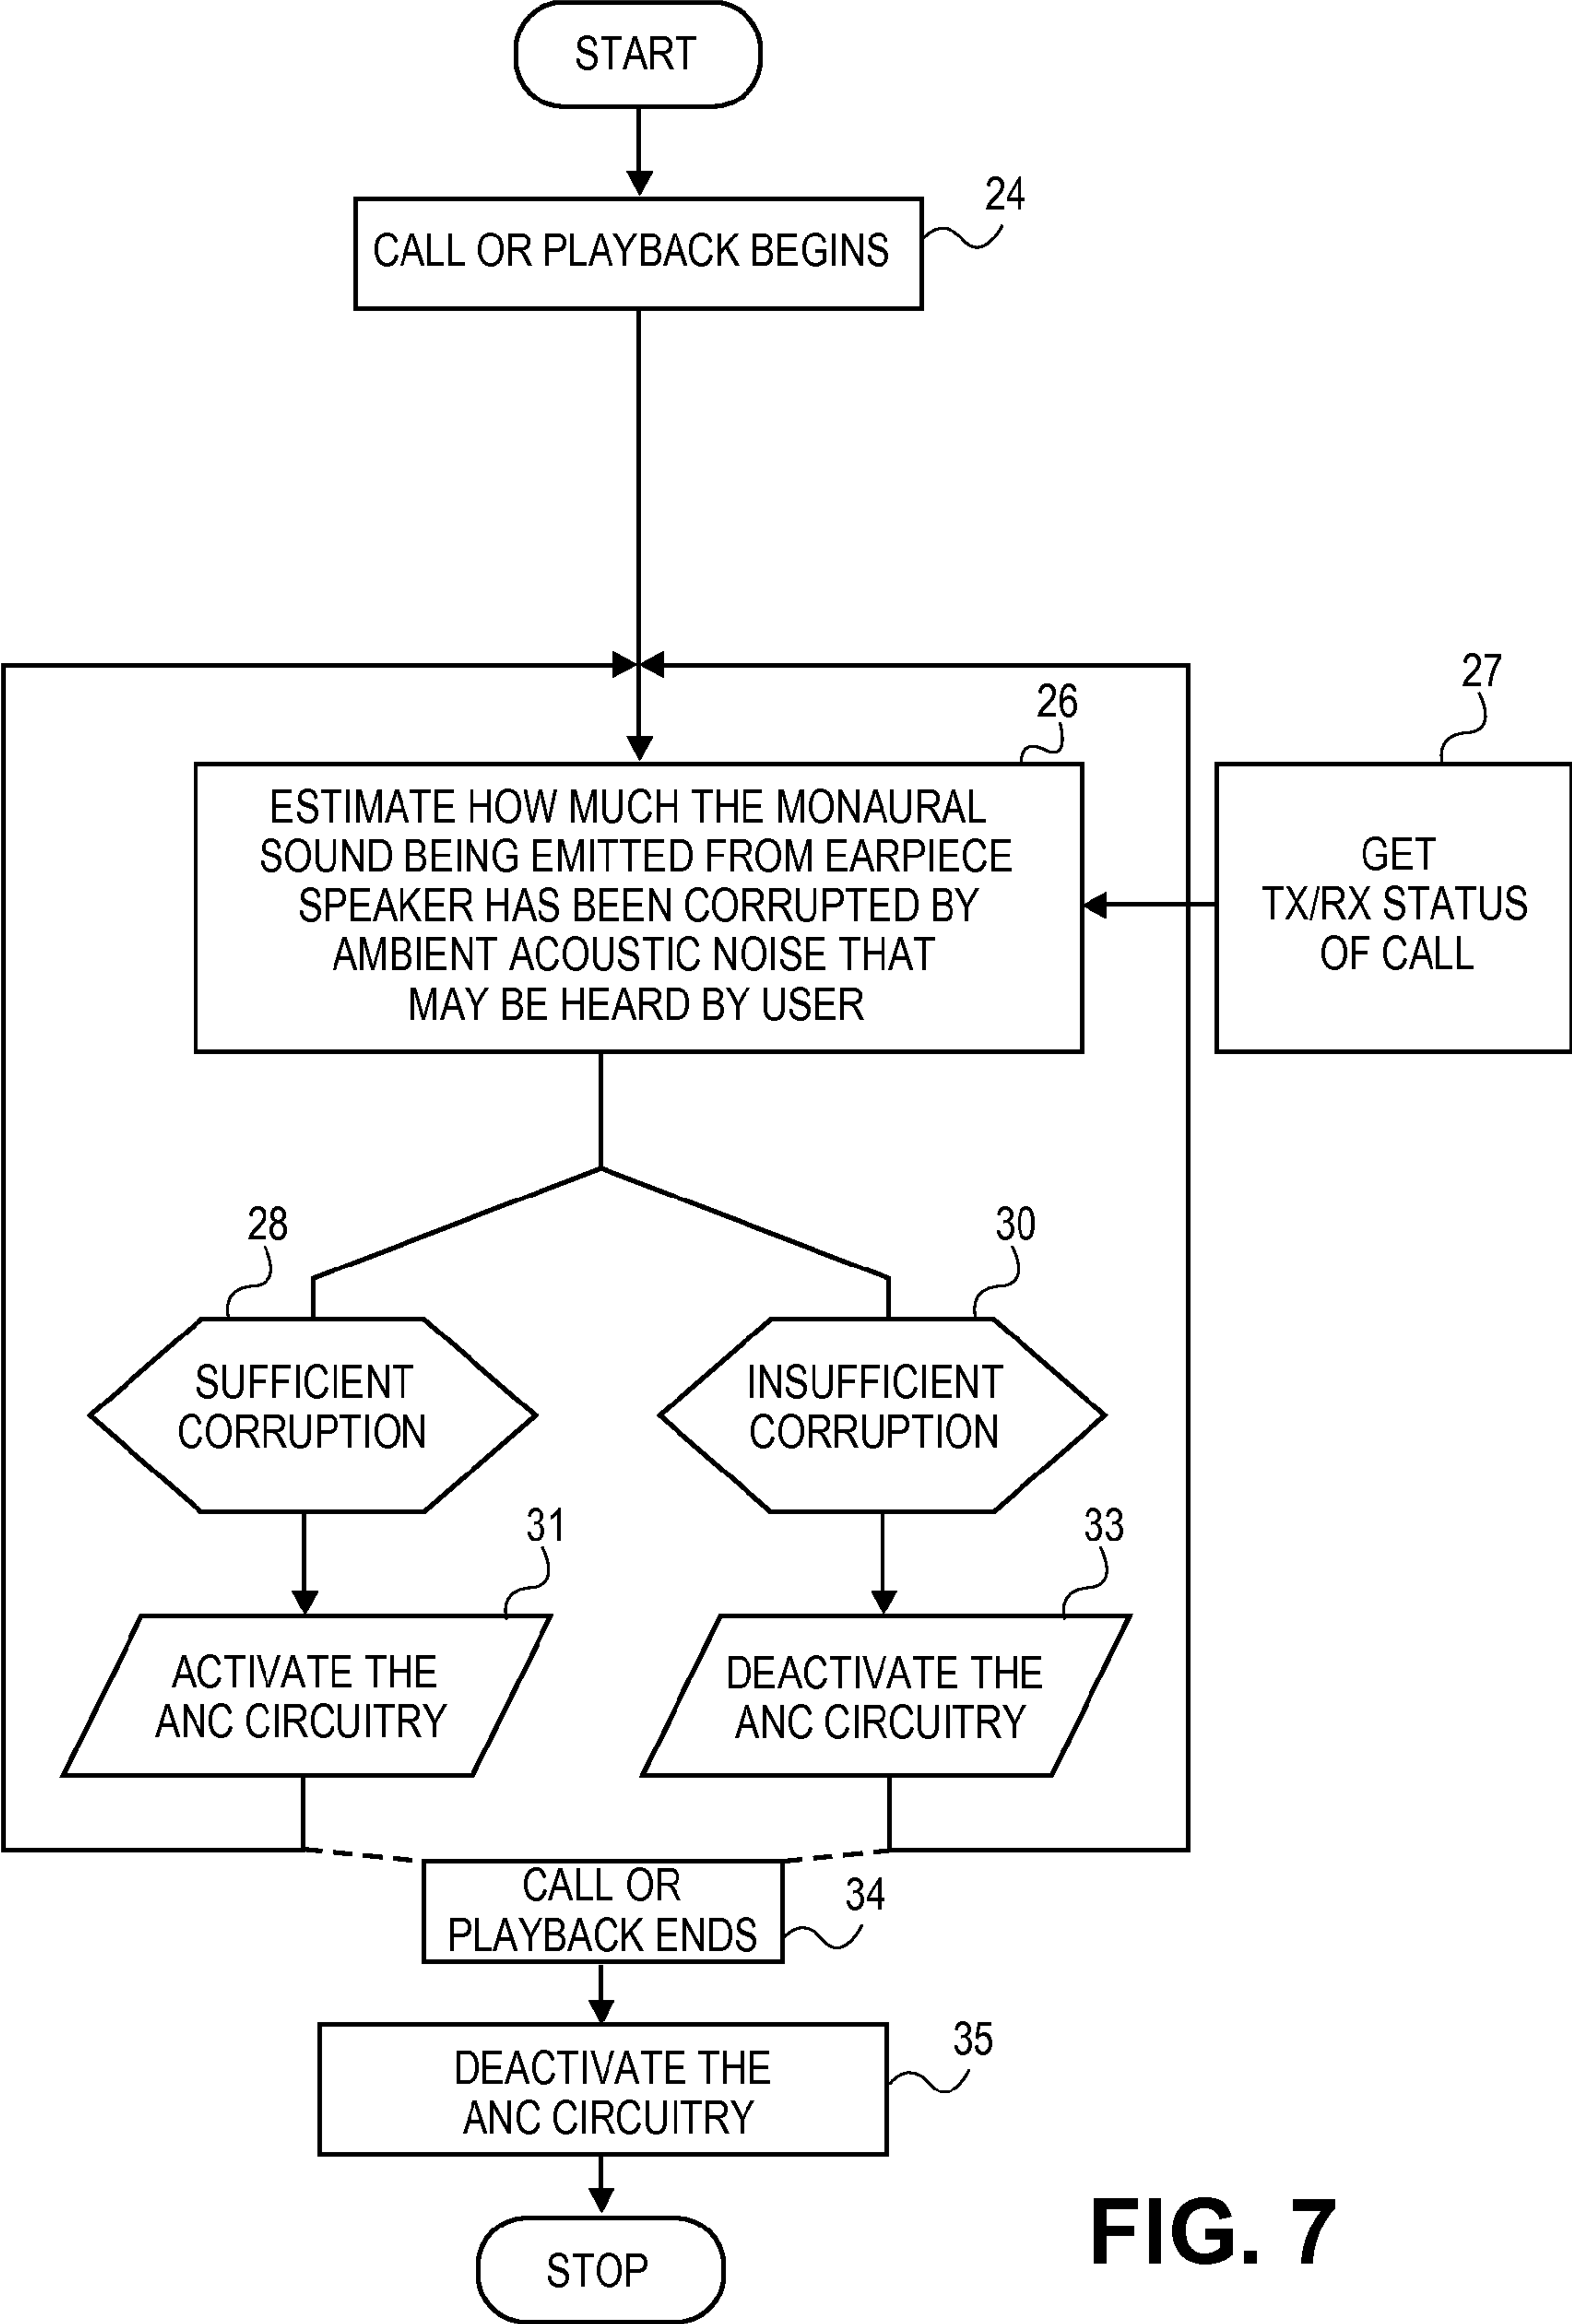 START
24
CALL OR PLAYBACK BEGINS
26
27
ESTIMATE HOW MUCH THE MONAURAL
SOUND BEING EMITTED FROM EARPIECE
SPEAKER HAS BEEN CORRUPTED BY
AMBIENT ACOUSTIC NOISE THAT
MAY BE HEARD BY USER
GET
TX/RX STATUS
OF CALL
28
30
SUFFICIENT
CORRUPTION
INSUFFICIENT
CORRUPTION
31
33
ACTIVATE THE
ANC CIRCUITRY
DEACTIVATE THE
ANC CIRCUITRY
CALL OR
PLAYBACK ENDS
34
35
DEACTIVATE THE
ANC CIRCUITRY
STOP
FIG. 7